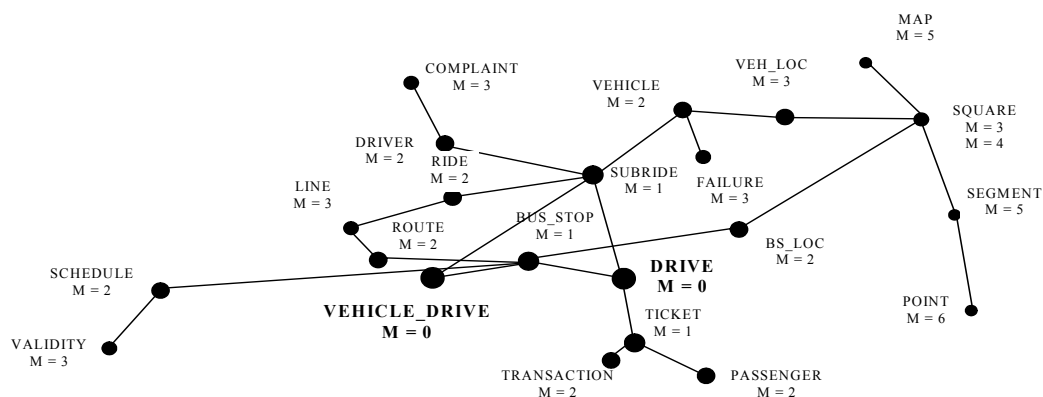 MAP
M = 5
COMPLAINT
M = 3
VEHICLE
M = 2
VEH_LOC
M = 3
SQUARE
M = 3
M = 4
DRIVER
M = 2
RIDE
M = 2
SUBRIDE
M = 1
FAILURE
M = 3
LINE
M = 3
SEGMENT
M = 5
ROUTE
M = 2
BUS_STOP
M = 1
BS_LOC
M = 2
SCHEDULE
M = 2
DRIVE
M = 0
VEHICLE_DRIVE
M = 0
POINT
M = 6
TICKET
M = 1
VALIDITY
M = 3
TRANSACTION
M = 2
PASSENGER
M = 2